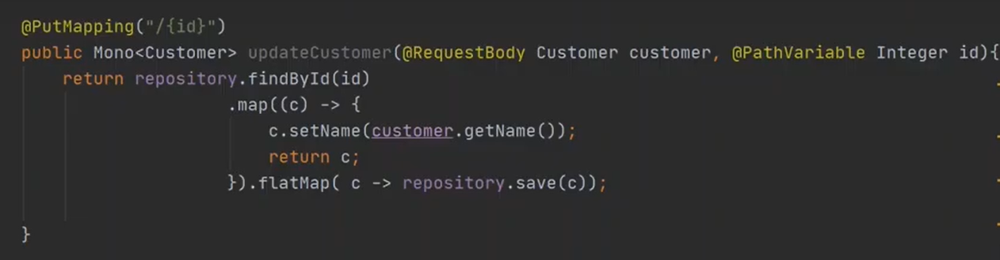 @PutMapping("/{id}")
public Mono<Customer> updateCustomer(@RequestBody Customer customer, @PathVariable Integer id){
return repository.findById(id)
.map((c) -> {
c.setName(customer.getName());
return c;
}).flatMap( c -> repository.save(c));
}